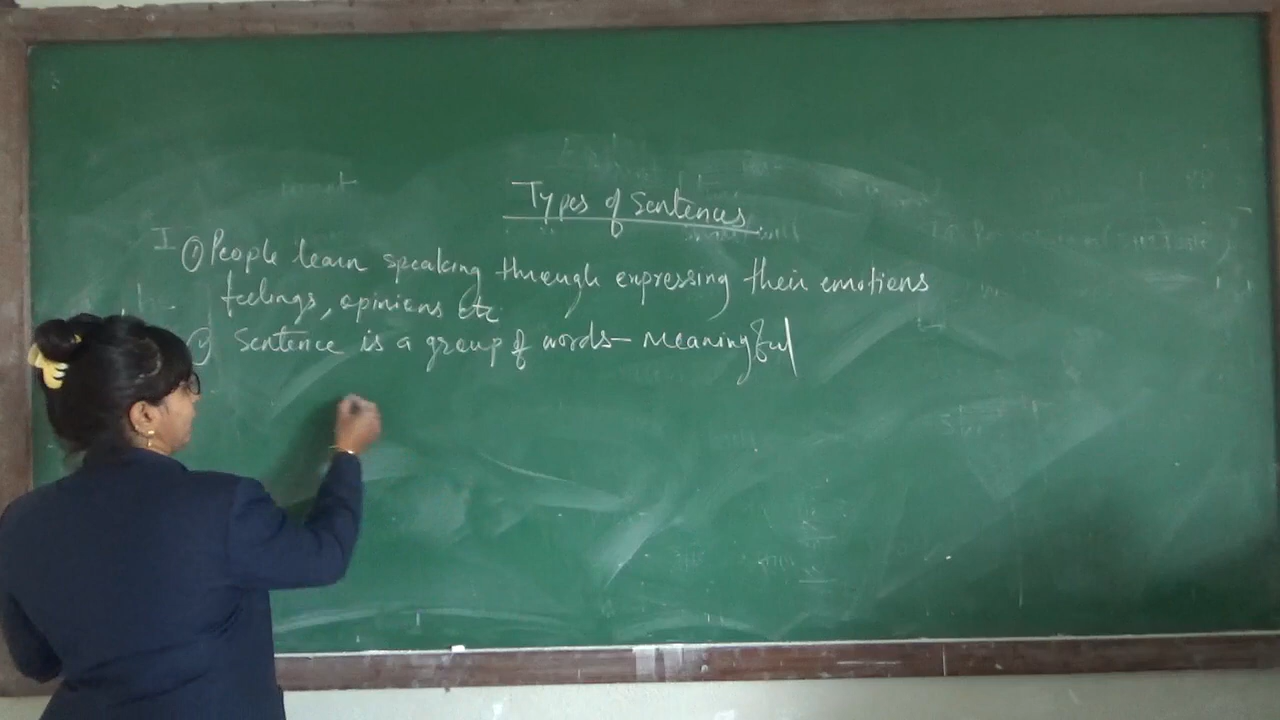 Types of Sentences
I ① People learn speaking through expressing their emotions
feelings, opinions etc.
② Sentence is a group of words - Meaningful